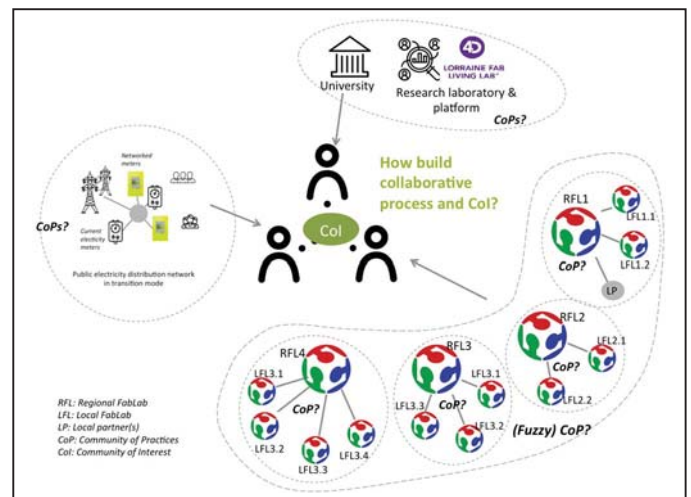 4D
LORRAINE FAB
LIVING LAB
University
Research laboratory &
platform
CoPs?
Networked
meters
CoPs?
Current
electicity
meters
Public electricity distribution network
in transition mode
How build
collaborative
process and CoI?
CoI
RFL1
LFL1.1
CoP?
LFL1.2
LP
RFL2
LFL2.1
CoP?
LFL2.2
RFL4
LFL3.1
CoP?
LFL3.2
LFL3.3
LFL3.4
RFL3
LFL3.1
CoP?
LFL3.3
LFL3.2
(Fuzzy) CoP?
RFL: Regional FabLab
LFL: Local FabLab
LP: Local partner(s)
CoP: Community of Practices
CoI: Community of Interest